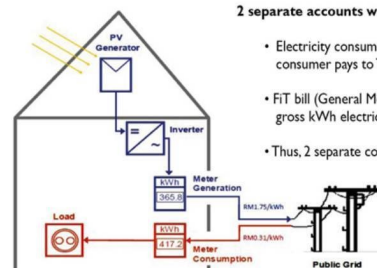 2 separate accounts w
• Electricity consum
consumer pays to
• FiT bill (General M
gross kWh electri
• Thus, 2 separate co
PV
Generator
Inverter
=
~
kWh
365.8
Meter
Generation
RM1.75/kWh
Load
kWh
417.2
RM0.31/kWh
Meter
Consumption
Public Grid